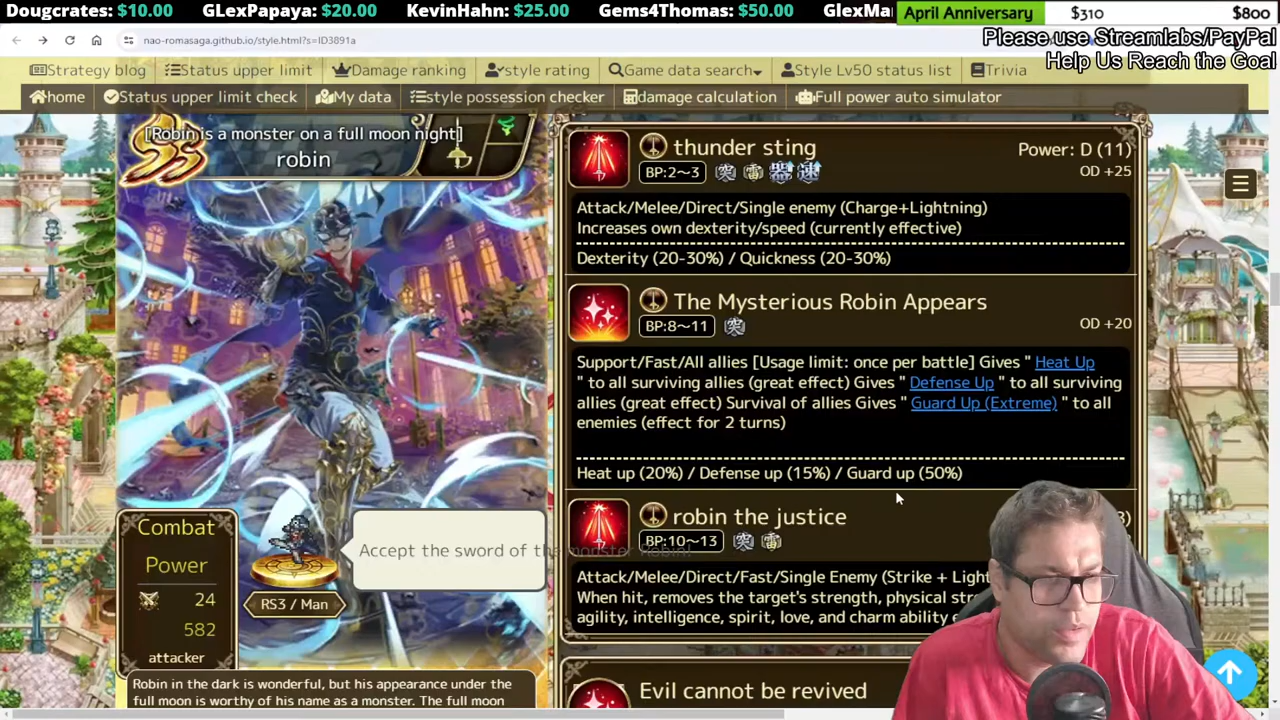 Dougcrates: $10.00 GLexPapaya: $20.00 KevinHahn: $25.00 Gems4Thomas: $50.00 GlexMa
April Anniversary $310 $800
Please use Streamlabs/PayPal
Help Us Reach the Goal
nao-romasaga.github.io/style.html?s=ID3891a
Strategy blog Status upper limit Damage ranking style rating Game data search Style Lv50 status list Trivia
home Status upper limit check My data style possession checker damage calculation Full power auto simulator
SS
[Robin is a monster on a full moon night]
robin
thunder sting Power: D (11)
BP:2~3 突 雷 OD +25
Attack/Melee/Direct/Single enemy (Charge+Lightning)
Increases own dexterity/speed (currently effective)
Dexterity (20-30%) / Quickness (20-30%)
The Mysterious Robin Appears
BP:8~11 突 OD +20
Support/Fast/All allies [Usage limit: once per battle] Gives " Heat Up
" to all surviving allies (great effect) Gives " Defense Up " to all surviving
allies (great effect) Survival of allies Gives " Guard Up (Extreme) " to all
enemies (effect for 2 turns)
Heat up (20%) / Defense up (15%) / Guard up (50%)
robin the justice
BP:10~13 突 雷
Attack/Melee/Direct/Fast/Single Enemy (Strike + Light
When hit, removes the target's strength, physical str
agility, intelligence, spirit, love, and charm ability
Evil cannot be revived
Combat
Power
24
582
attacker
Accept the sword of the monster Robin!
RS3 / Man
Robin in the dark is wonderful, but his appearance under the
full moon is worthy of his name as a monster. The full moon